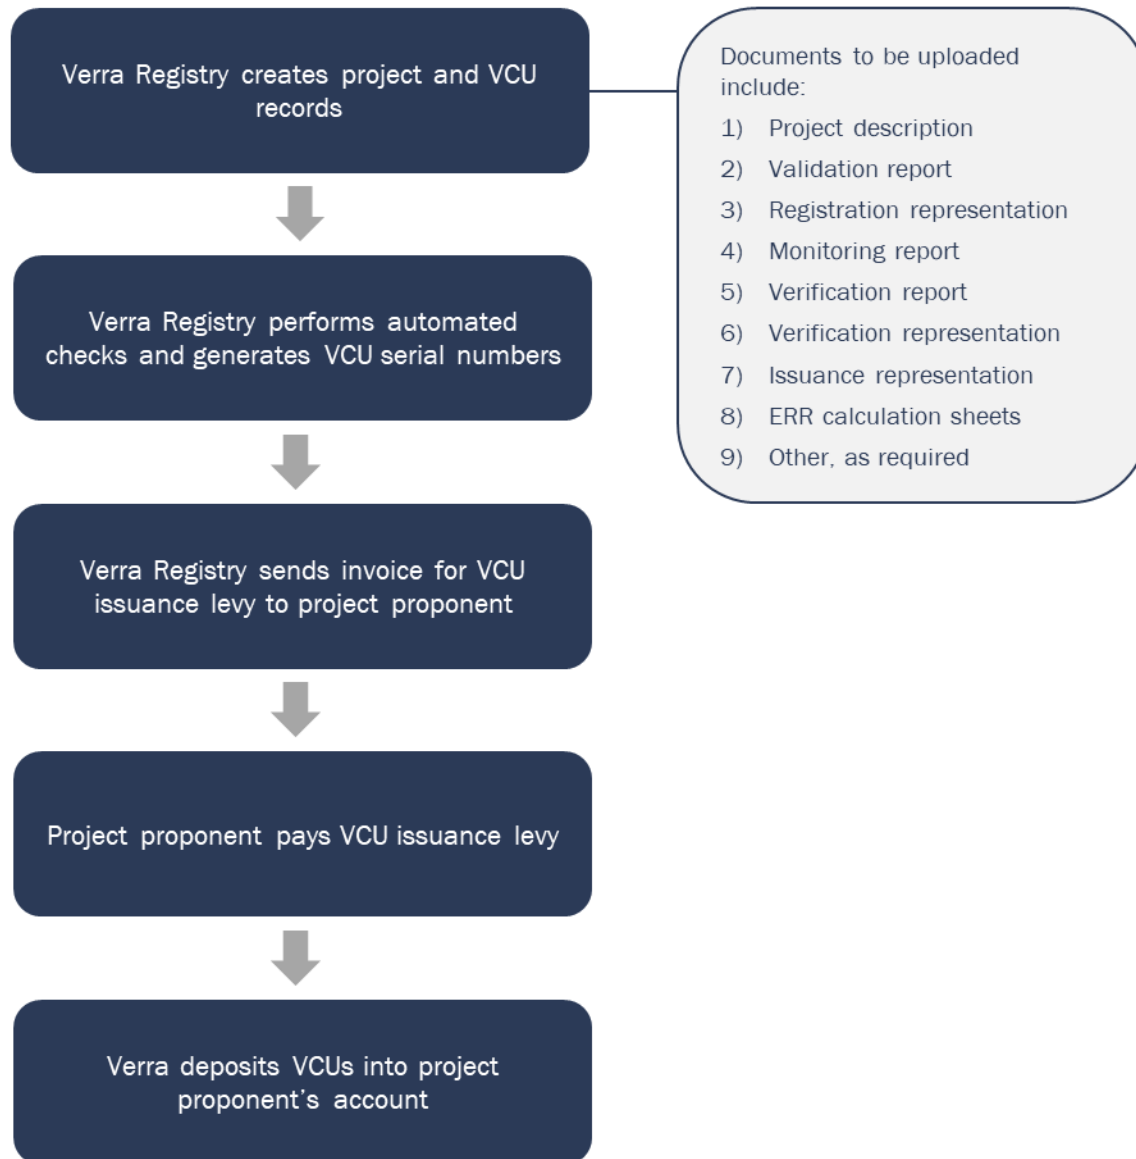 Verra Registry creates project and VCU
records
Documents to be uploaded
include:
1) Project description
2) Validation report
3) Registration representation
4) Monitoring report
5) Verification report
6) Verification representation
7) Issuance representation
8) ERR calculation sheets
9) Other, as required
Verra Registry performs automated
checks and generates VCU serial numbers
Verra Registry sends invoice for VCU
issuance levy to project proponent
Project proponent pays VCU issuance levy
Verra deposits VCUs into project
proponent’s account